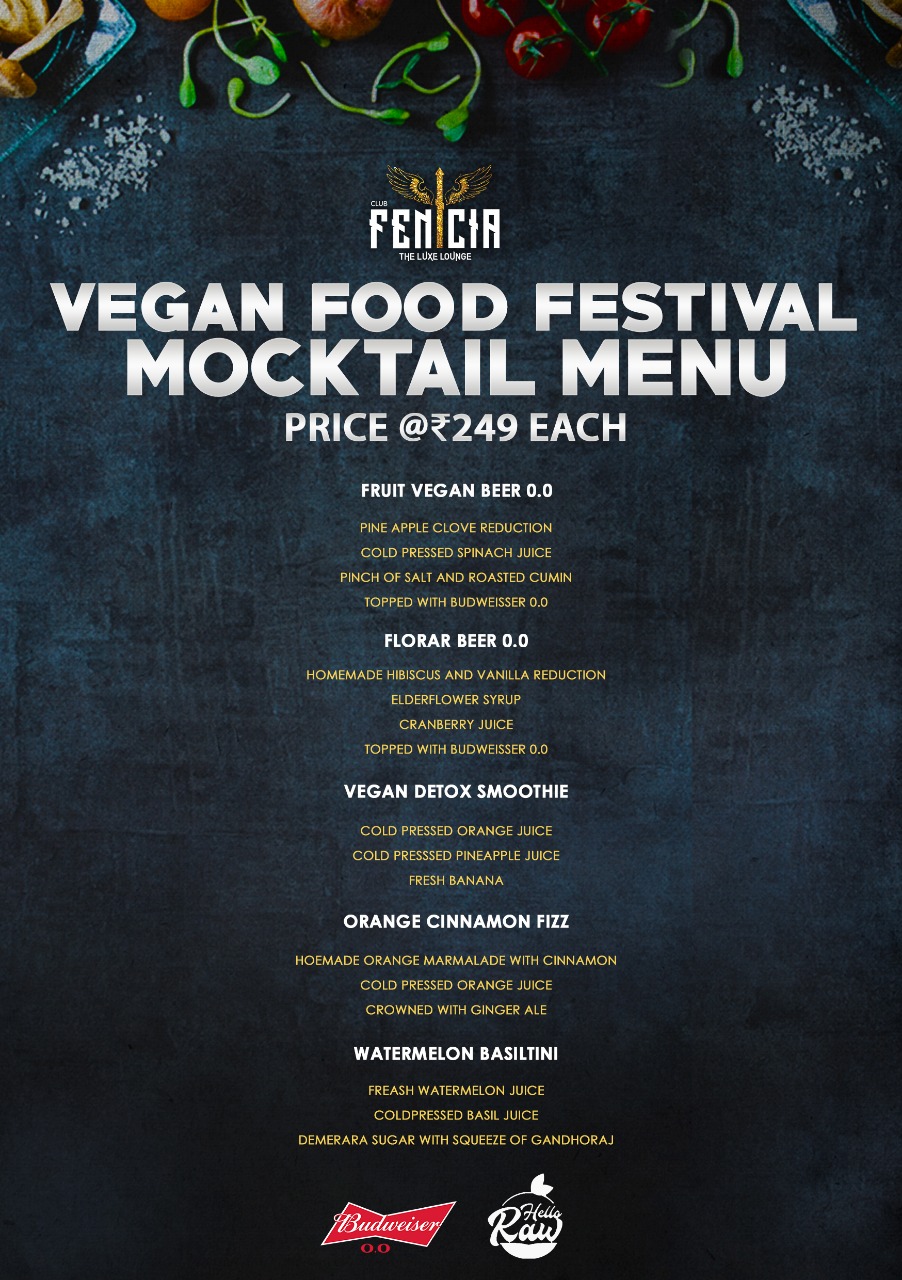 CLUB
FENICIA
THE LUXE LOUNGE
VEGAN FOOD FESTIVAL
MOCKTAIL MENU
PRICE @₹249 EACH
FRUIT VEGAN BEER 0.0
PINE APPLE CLOVE REDUCTION
COLD PRESSED SPINACH JUICE
PINCH OF SALT AND ROASTED CUMIN
TOPPED WITH BUDWEISSER 0.0
FLORAR BEER 0.0
HOMEMADE HIBISCUS AND VANILLA REDUCTION
ELDERFLOWER SYRUP
CRANBERRY JUICE
TOPPED WITH BUDWEISSER 0.0
VEGAN DETOX SMOOTHIE
COLD PRESSED ORANGE JUICE
COLD PRESSSED PINEAPPLE JUICE
FRESH BANANA
ORANGE CINNAMON FIZZ
HOEMADE ORANGE MARMALADE WITH CINNAMON
COLD PRESSED ORANGE JUICE
CROWNED WITH GINGER ALE
WATERMELON BASILTINI
FREASH WATERMELON JUICE
COLDPRESSED BASIL JUICE
DEMERARA SUGAR WITH SQUEEZE OF GANDHORAJ
Budweiser
0.0
Hello
Raw